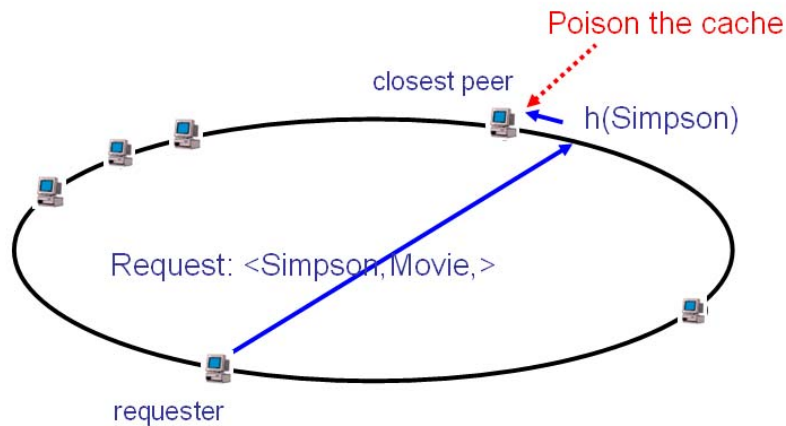 Poison the cache
closest peer
h(Simpson)
Request: <Simpson,Movie,>
requester